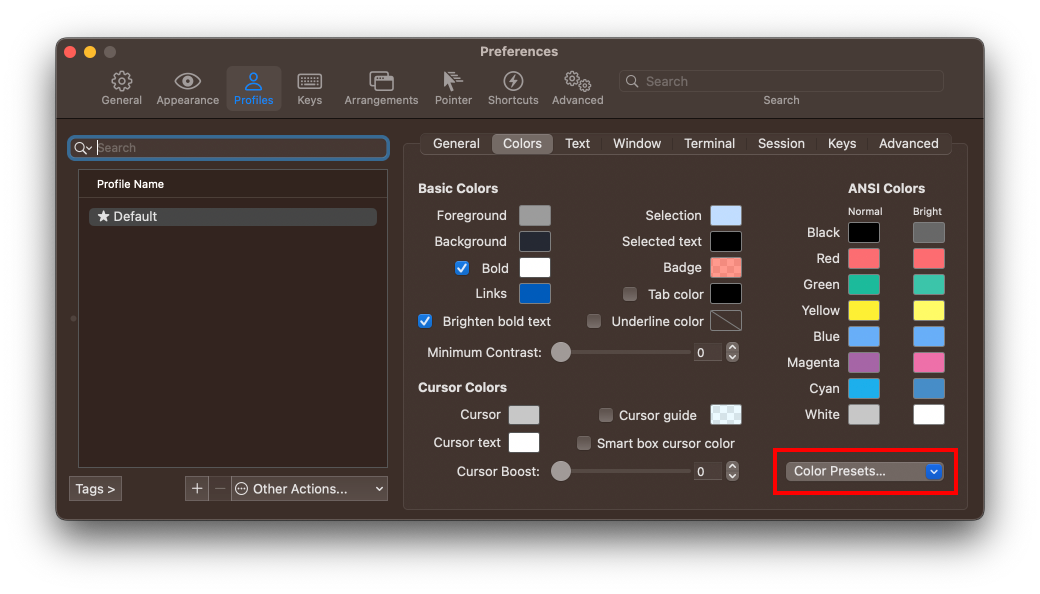 Preferences
General Appearance Profiles Keys Arrangements Pointer Shortcuts Advanced
Search
Search
Search
Profile Name
Default
Tags >
+ − Other Actions...
General Colors Text Window Terminal Session Keys Advanced
Basic Colors
Foreground
Background
Bold
Links
Brighten bold text
Selection
Selected text
Badge
Tab color
Underline color
Minimum Contrast: 0
Cursor Colors
Cursor
Cursor text
Cursor guide
Smart box cursor color
Cursor Boost: 0
ANSI Colors
Normal Bright
Black
Red
Green
Yellow
Blue
Magenta
Cyan
White
Color Presets...